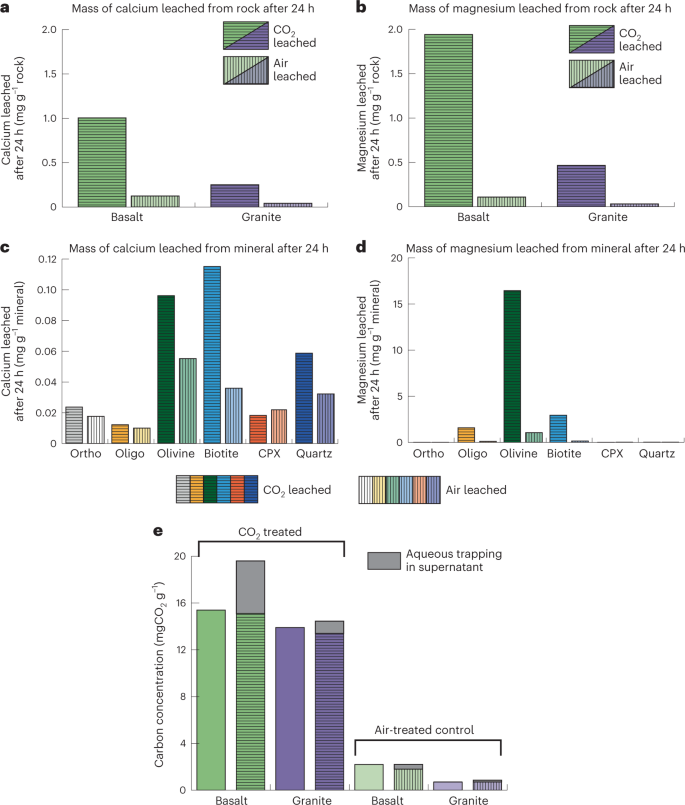 a Mass of calcium leached from rock after 24 h
Calcium leached
after 24 h (mg g⁻¹ rock)
2.0
1.5
1.0
0.5
0
CO₂
leached
Air
leached
Basalt Granite
b Mass of magnesium leached from rock after 24 h
Magnesium leached
after 24 h (mg g⁻¹ rock)
2.0
1.5
1.0
0.5
0
CO₂
leached
Air
leached
Basalt Granite
c Mass of calcium leached from mineral after 24 h
Calcium leached
after 24 h (mg g⁻¹ mineral)
0.12
0.10
0.08
0.06
0.04
0.02
0
Ortho Oligo Olivine Biotite CPX Quartz
d Mass of magnesium leached from mineral after 24 h
Magnesium leached
after 24 h (mg g⁻¹ mineral)
20
15
10
5
0
Ortho Oligo Olivine Biotite CPX Quartz
CO₂ leached
Air leached
e
CO₂ treated
Aqueous trapping
in supernatant
Carbon concentration (mgCO₂ g⁻¹)
20
16
12
8
4
0
Air-treated control
Basalt Granite Basalt Granite